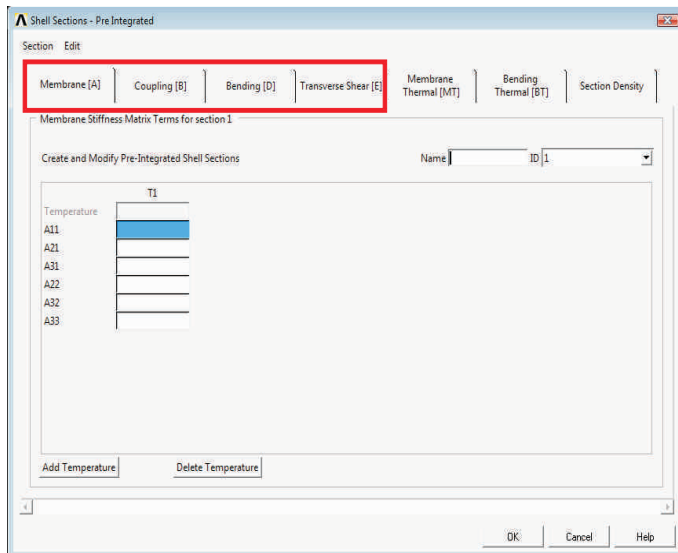 Shell Sections - Pre Integrated
Section Edit
Membrane [A]
Coupling [B]
Bending [D]
Transverse Shear [E]
Membrane
Thermal [MT]
Bending
Thermal [BT]
Section Density
Membrane Stiffness Matrix Terms for section 1
Create and Modify Pre-Integrated Shell Sections
Name
ID 1
T1
Temperature
A11
A21
A31
A22
A32
A33
Add Temperature
Delete Temperature
OK
Cancel
Help